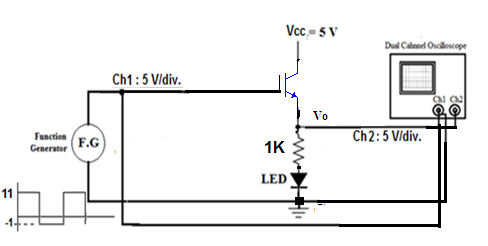 Vcc = 5 V
Dual Cahnnel Oscilloscope
Ch1 : 5 V/div.
Ch1 Ch2
Vo
Ch2: 5 V/div.
Function
Generator
F.G
1K
LED
11
-1